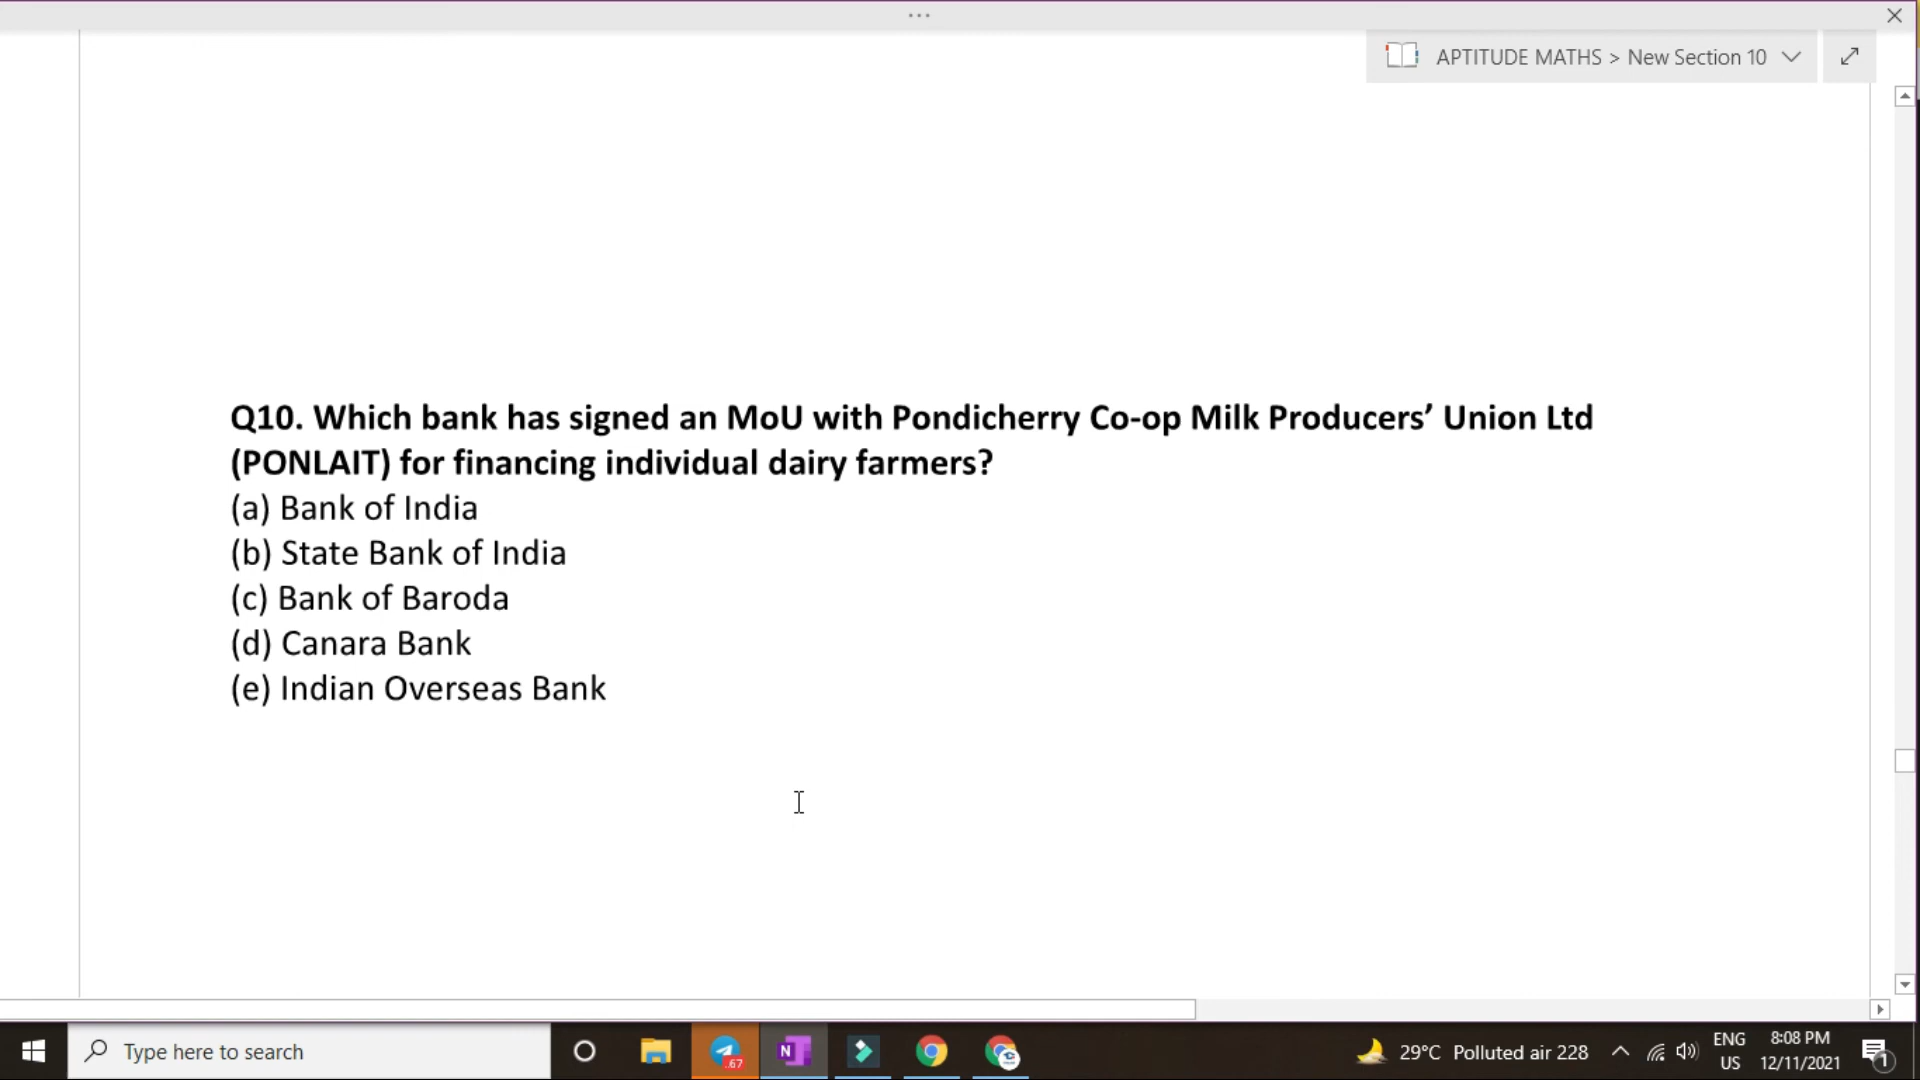 ...
APTITUDE MATHS > New Section 10
Q10. Which bank has signed an MoU with Pondicherry Co-op Milk Producers’ Union Ltd
(PONLAIT) for financing individual dairy farmers?
(a) Bank of India
(b) State Bank of India
(c) Bank of Baroda
(d) Canara Bank
(e) Indian Overseas Bank
Type here to search
..67
N
29°C Polluted air 228
ENG
US
8:08 PM
12/11/2021
1